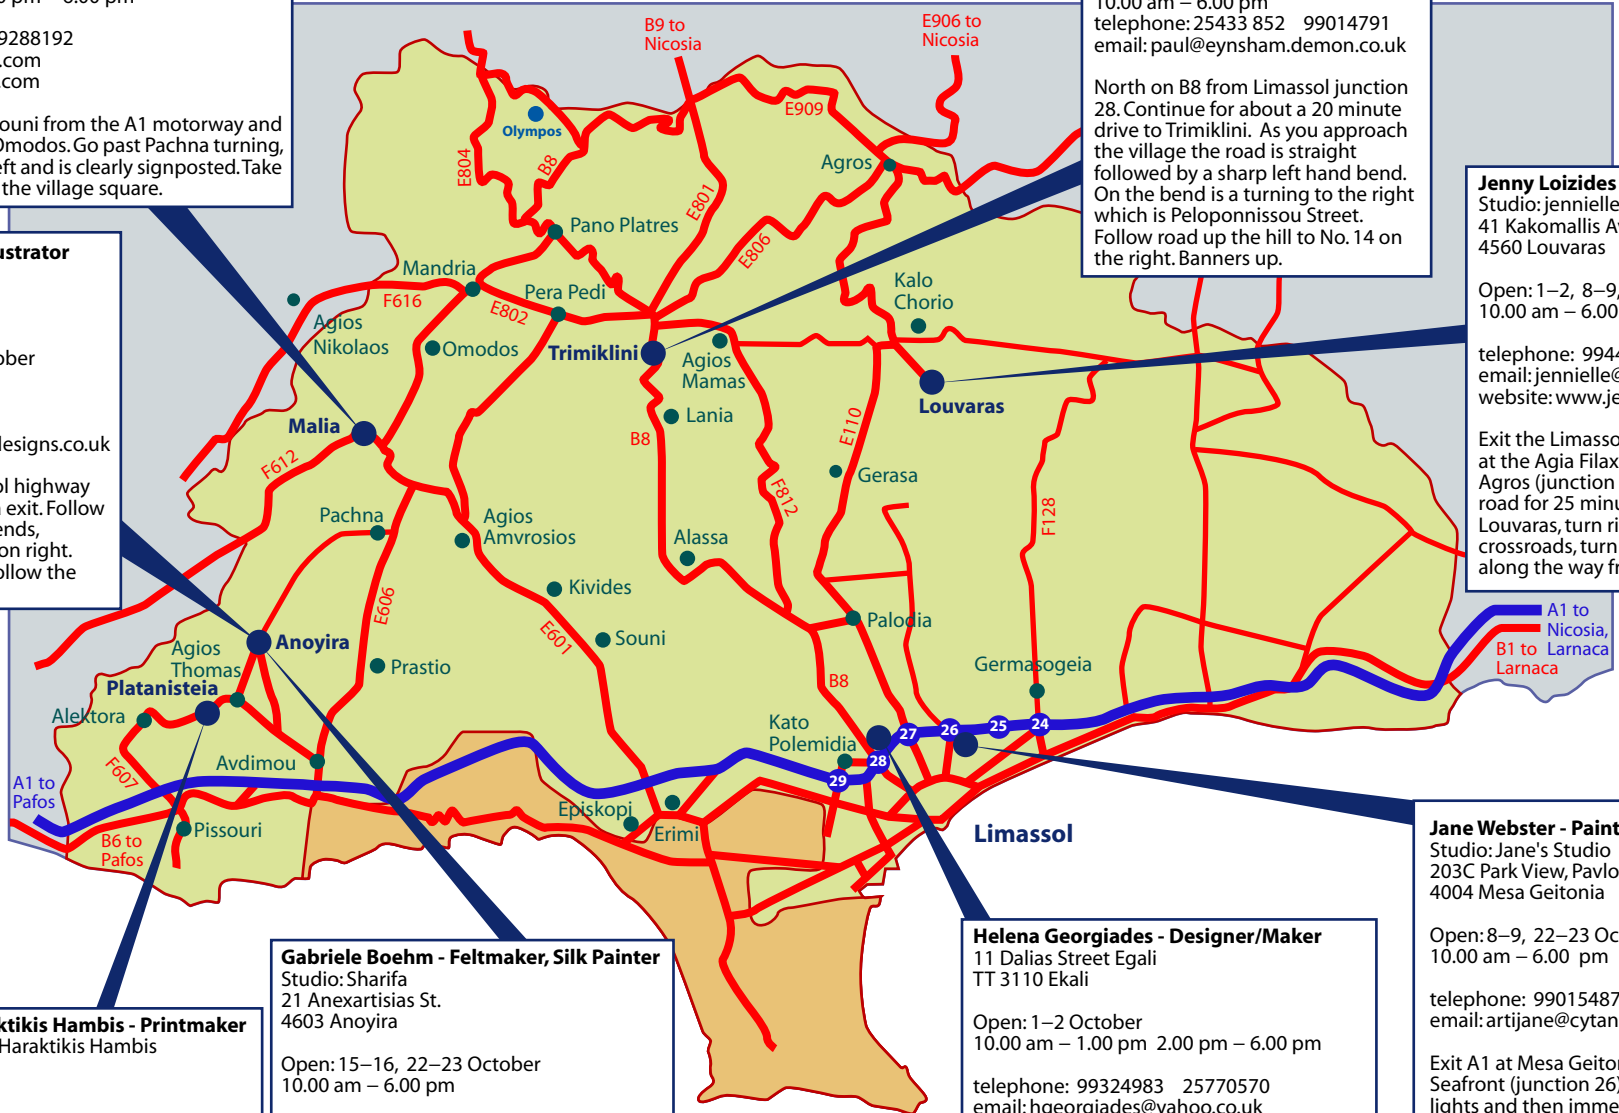 9288192
.com
.com
ouni from the A1 motorway and
Omodos. Go past Pachna turning,
eft and is clearly signposted. Take
the village square.
ustrator
ober
designs.co.uk
ol highway
exit. Follow
ends,
on right.
ollow the
10.00 am – 6.00 pm
telephone: 25433 852 99014791
email: paul@eynsham.demon.co.uk
North on B8 from Limassol junction
28. Continue for about a 20 minute
drive to Trimiklini. As you approach
the village the road is straight
followed by a sharp left hand bend.
On the bend is a turning to the right
which is Peloponnissou Street.
Follow road up the hill to No. 14 on
the right. Banners up.
Jenny Loizides
Studio: jennielle
41 Kakomallis Av
4560 Louvaras
Open: 1–2, 8–9,
10.00 am – 6.00
telephone: 994
email: jennielle@
website: www.je
Exit the Limasso
at the Agia Filax
Agros (junction
road for 25 minu
Louvaras, turn ri
crossroads, turn
along the way fr
B9 to
Nicosia
E906 to
Nicosia
E909
Olympos
E804
B8
Agros
E801
Pano Platres
E806
Mandria
F616
Pera Pedi
E802
Kalo
Chorio
Agios
Nikolaos
Omodos
Trimiklini
Agios
Mamas
Louvaras
Malia
Lania
B8
E110
F612
Gerasa
F812
F128
Pachna
Agios
Amvrosios
Alassa
Kivides
E606
E601
Souni
Palodia
Anoyira
Agios
Thomas
Prastio
Germasogeia
A1 to
Nicosia,
Larnaca
B1 to
Larnaca
Platanisteia
Alektora
B8
Kato
Polemidia
27
26
25
24
28
29
F607
Avdimou
A1 to
Pafos
Episkopi
Erimi
Pissouri
B6 to
Pafos
Limassol
ktikis Hambis - Printmaker
Haraktikis Hambis
Gabriele Boehm - Feltmaker, Silk Painter
Studio: Sharifa
21 Anexartisias St.
4603 Anoyira
Open: 15–16, 22–23 October
10.00 am – 6.00 pm
Helena Georgiades - Designer/Maker
11 Dalias Street Egali
TT 3110 Ekali
Open: 1–2 October
10.00 am – 1.00 pm 2.00 pm – 6.00 pm
telephone: 99324983 25770570
email: hgeorgiades@yahoo.co.uk
Jane Webster - Paint
Studio: Jane's Studio
203C Park View, Pavlo
4004 Mesa Geitonia
Open: 8–9, 22–23 Oc
10.00 am – 6.00 pm
telephone: 99015487
email: artijane@cytan
Exit A1 at Mesa Geiton
Seafront (junction 26)
lights and then imme